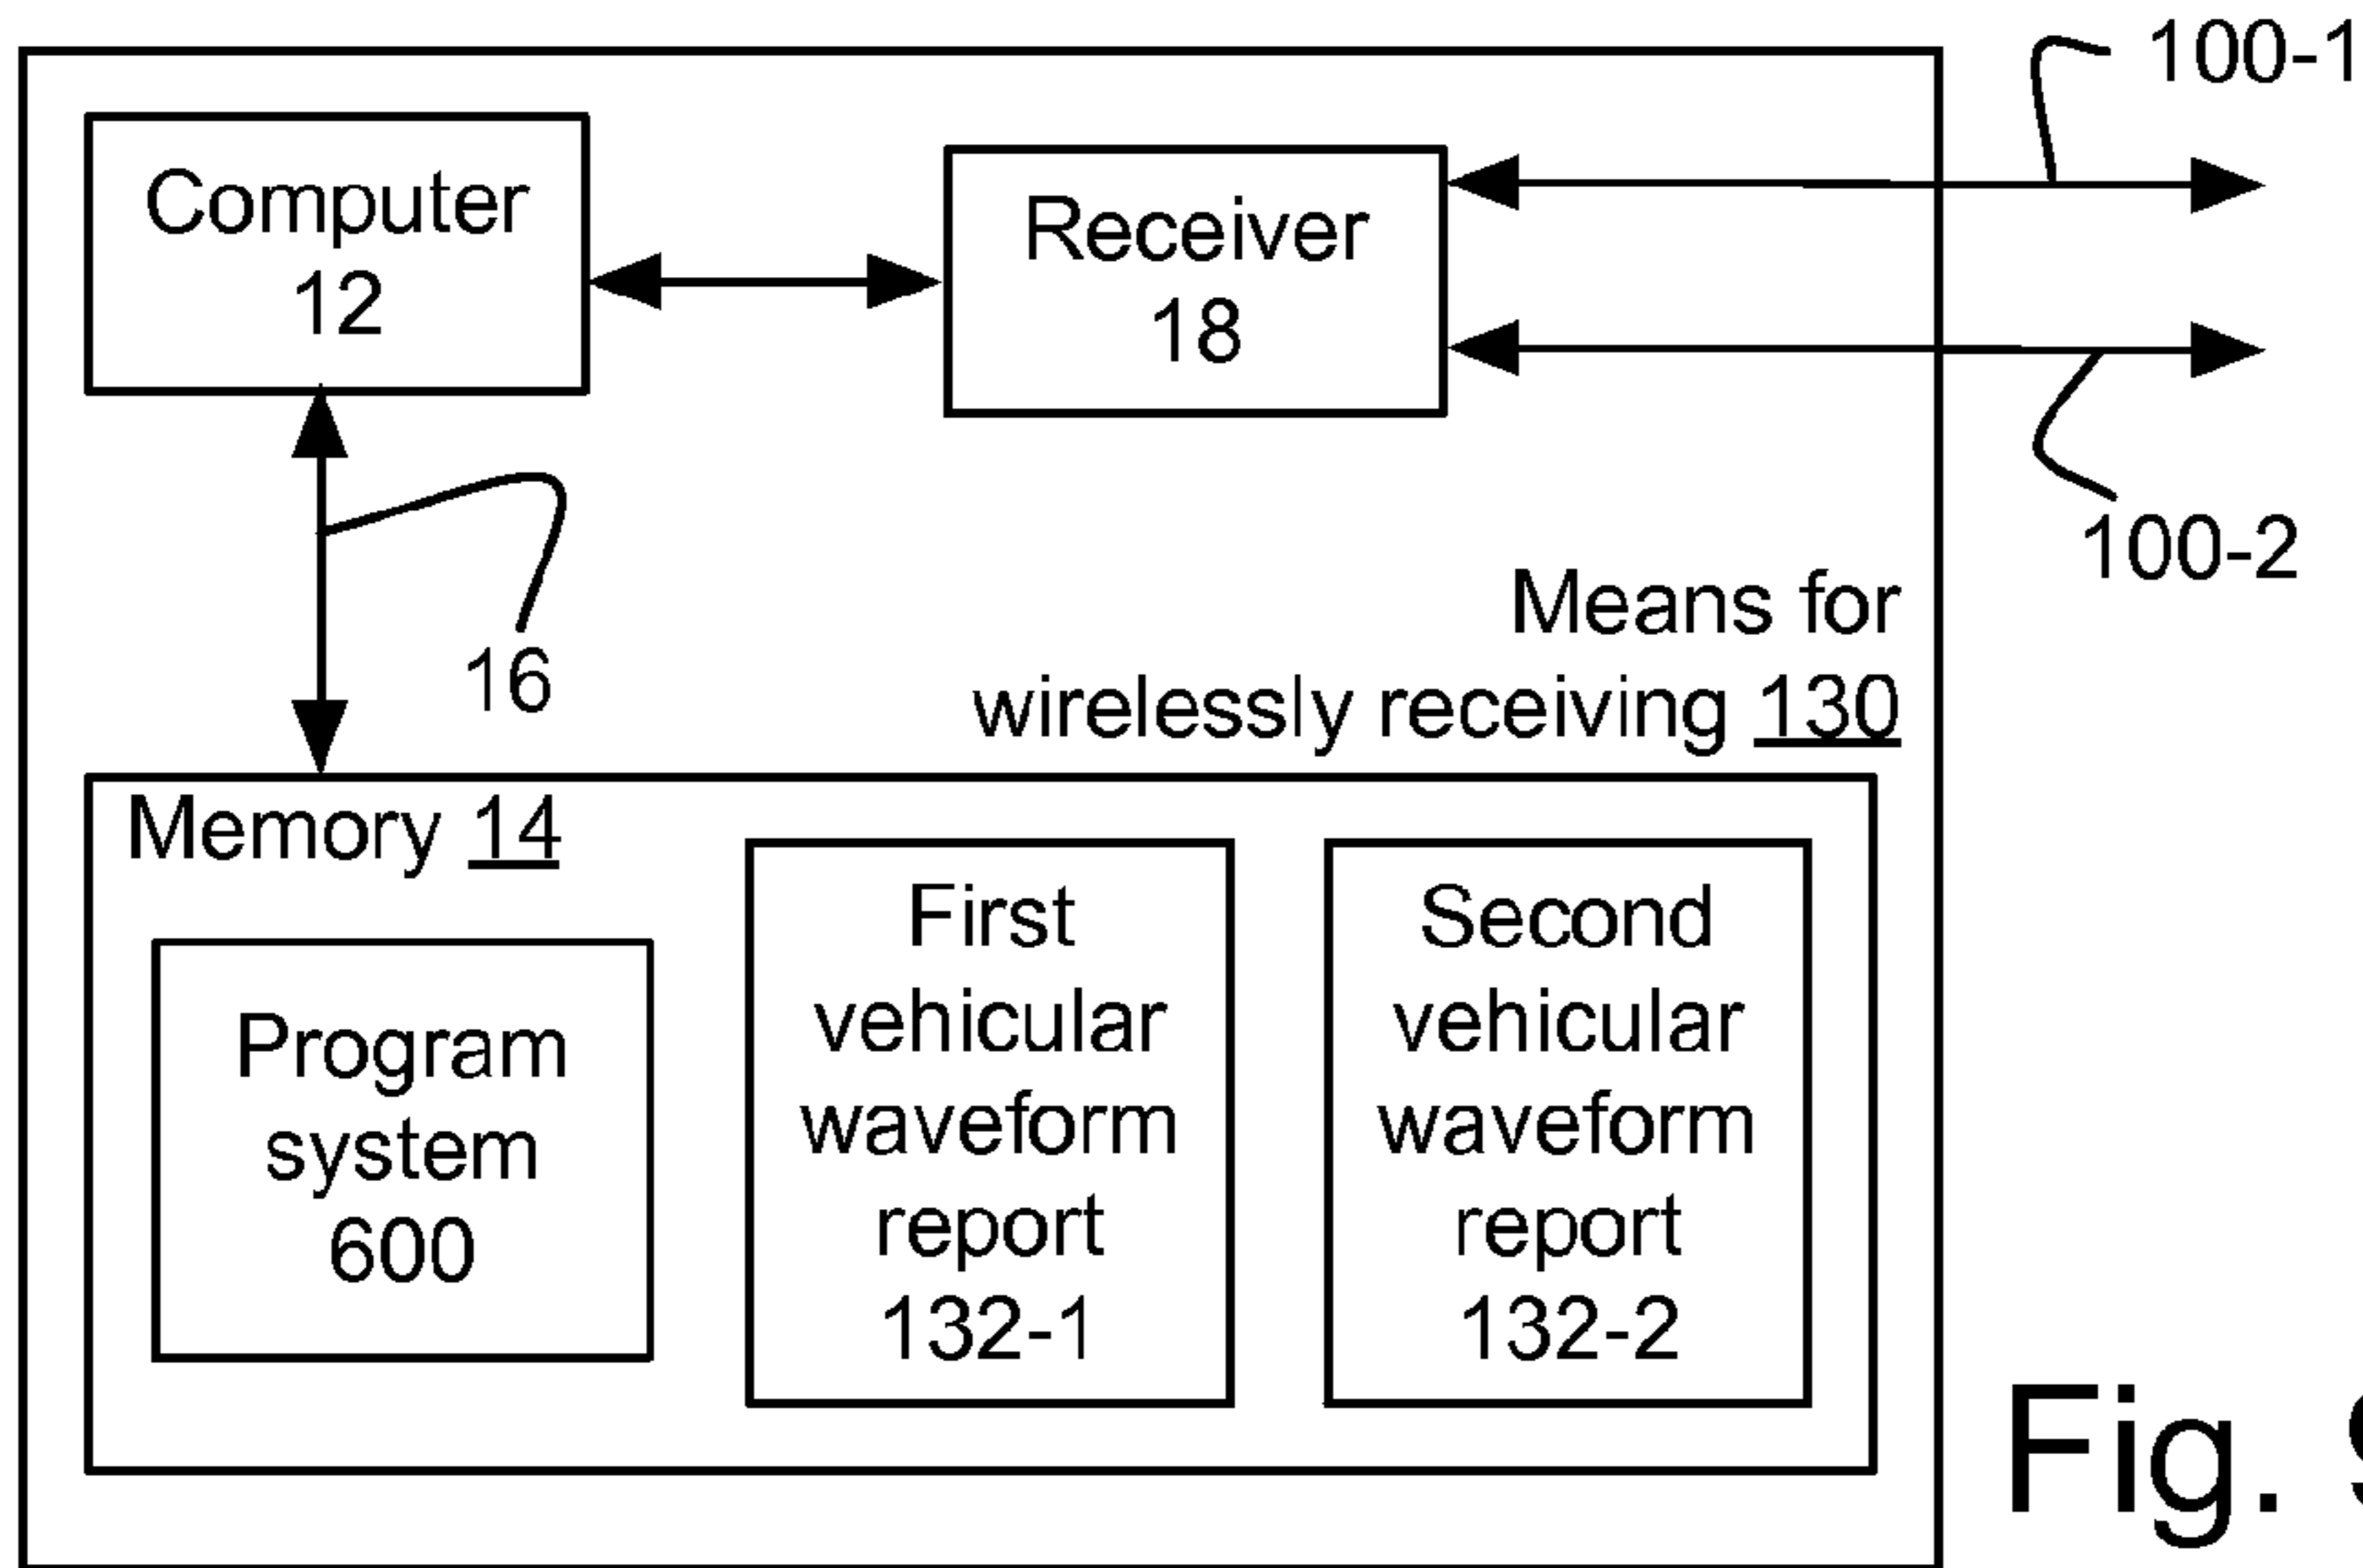 100-1
Computer
12
Receiver
18
100-2
16
Means for
wirelessly receiving 130
Memory 14
Program
system
600
First
vehicular
waveform
report
132-1
Second
vehicular
waveform
report
132-2
Fig.